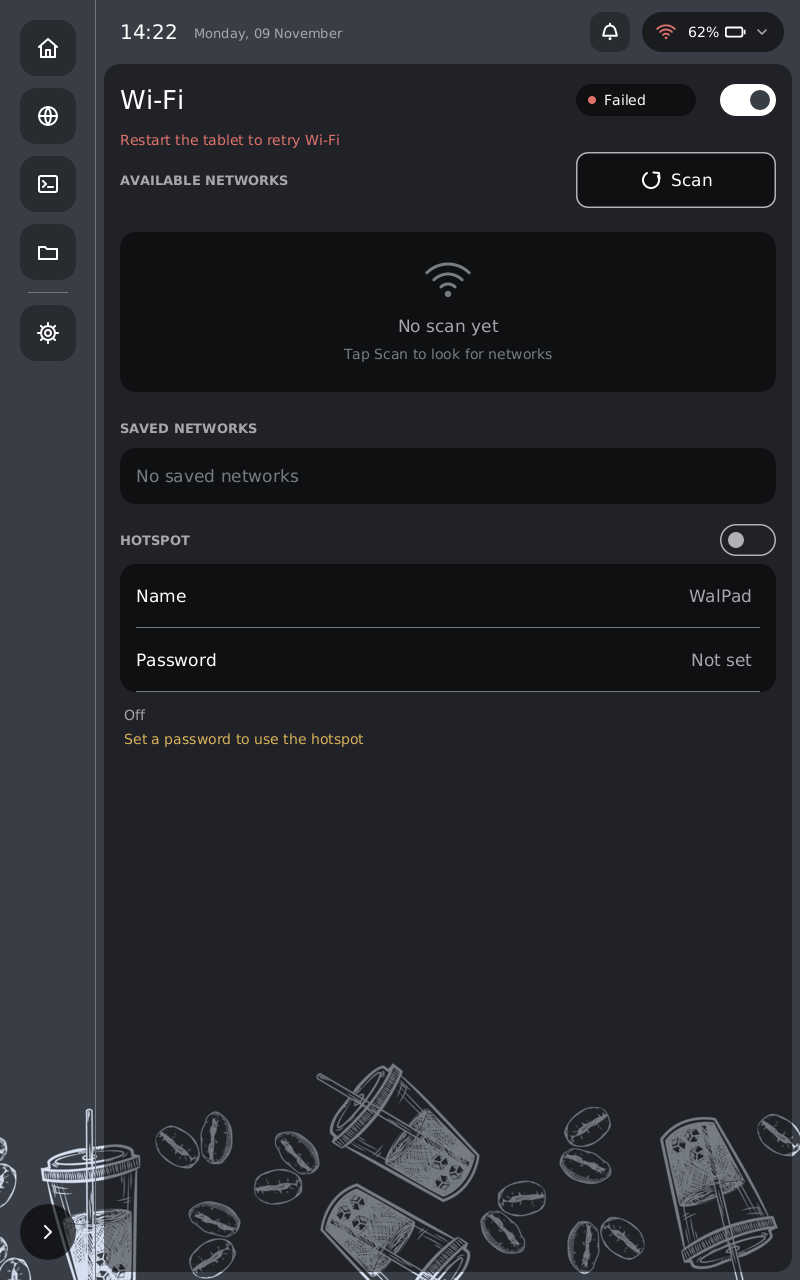 14:22 Monday, 09 November
62%
Wi-Fi
Failed
Restart the tablet to retry Wi-Fi
AVAILABLE NETWORKS
Scan
No scan yet
Tap Scan to look for networks
SAVED NETWORKS
No saved networks
HOTSPOT
Name WalPad
Password Not set
Off
Set a password to use the hotspot